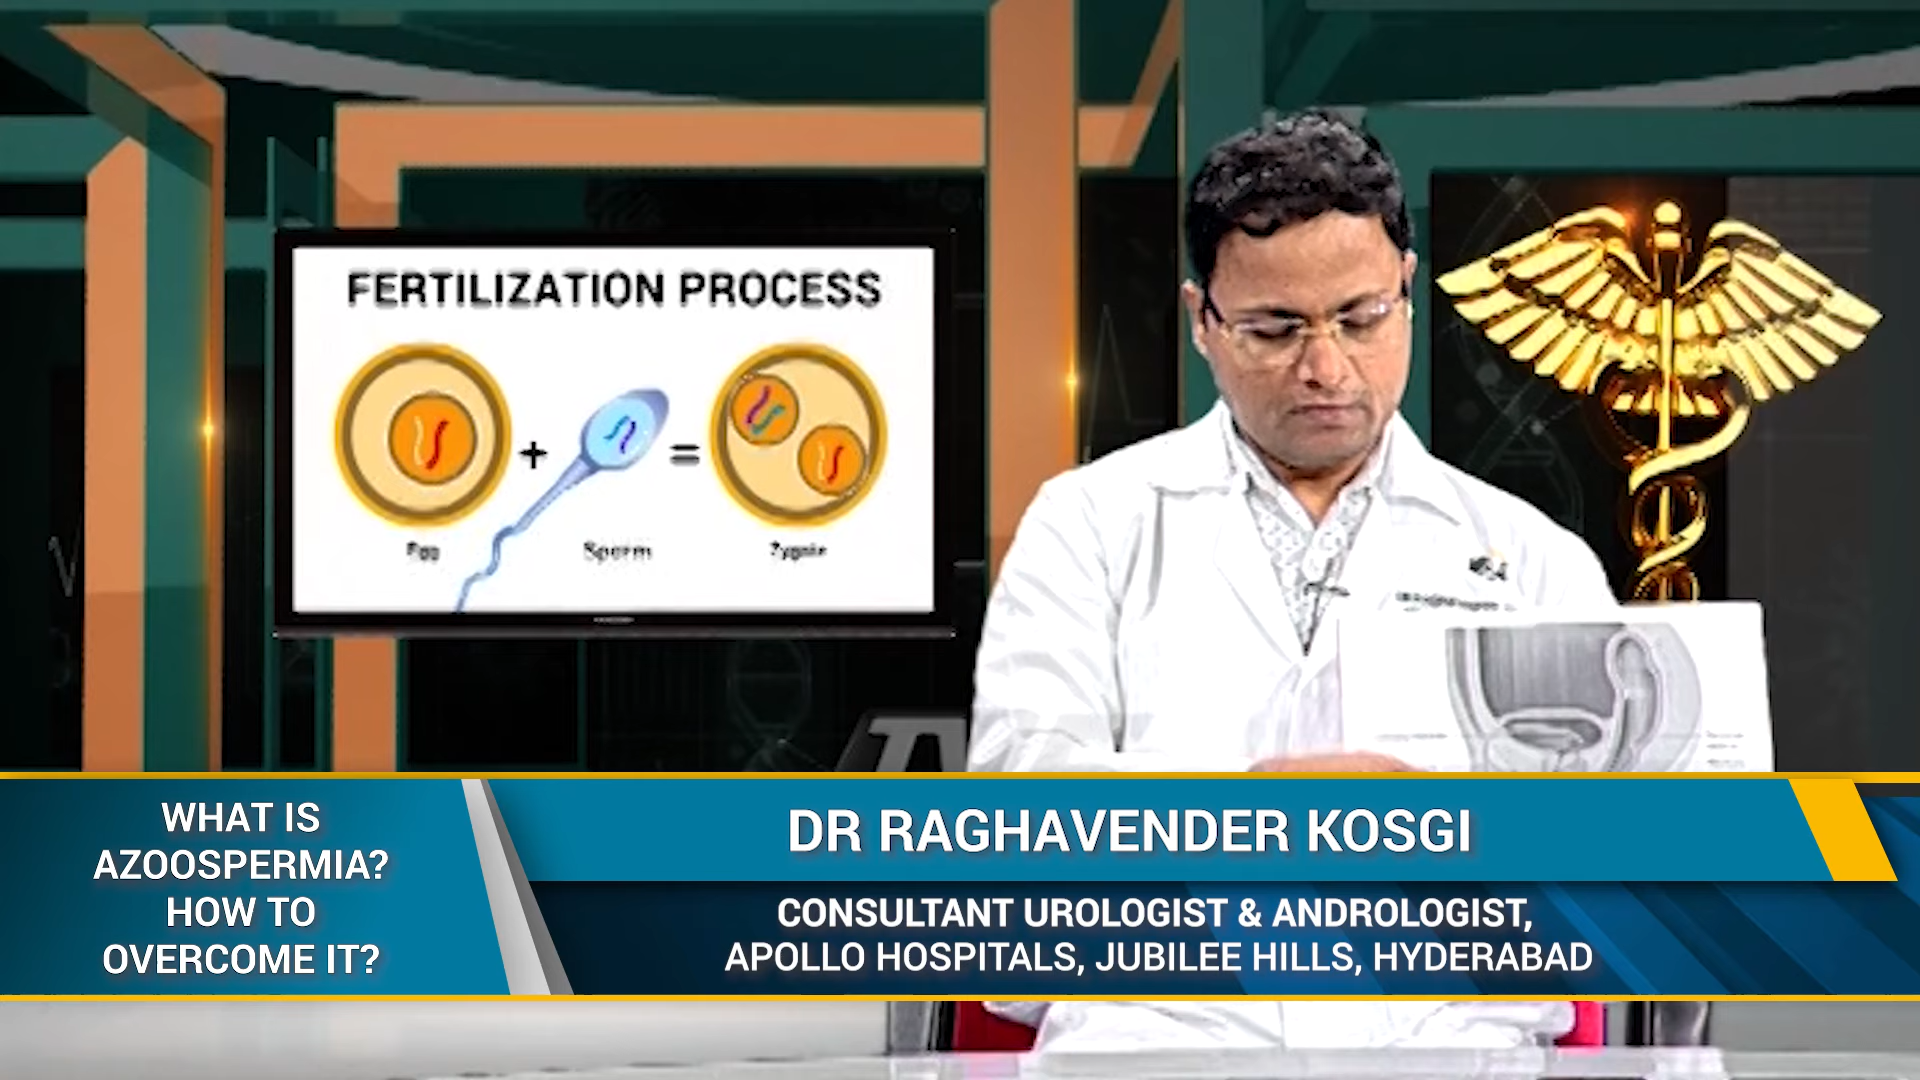 FERTILIZATION PROCESS
+
=
Egg
Sperm
Zygote
WHAT IS
AZOOSPERMIA?
HOW TO
OVERCOME IT?
DR RAGHAVENDER KOSGI
CONSULTANT UROLOGIST & ANDROLOGIST,
APOLLO HOSPITALS, JUBILEE HILLS, HYDERABAD